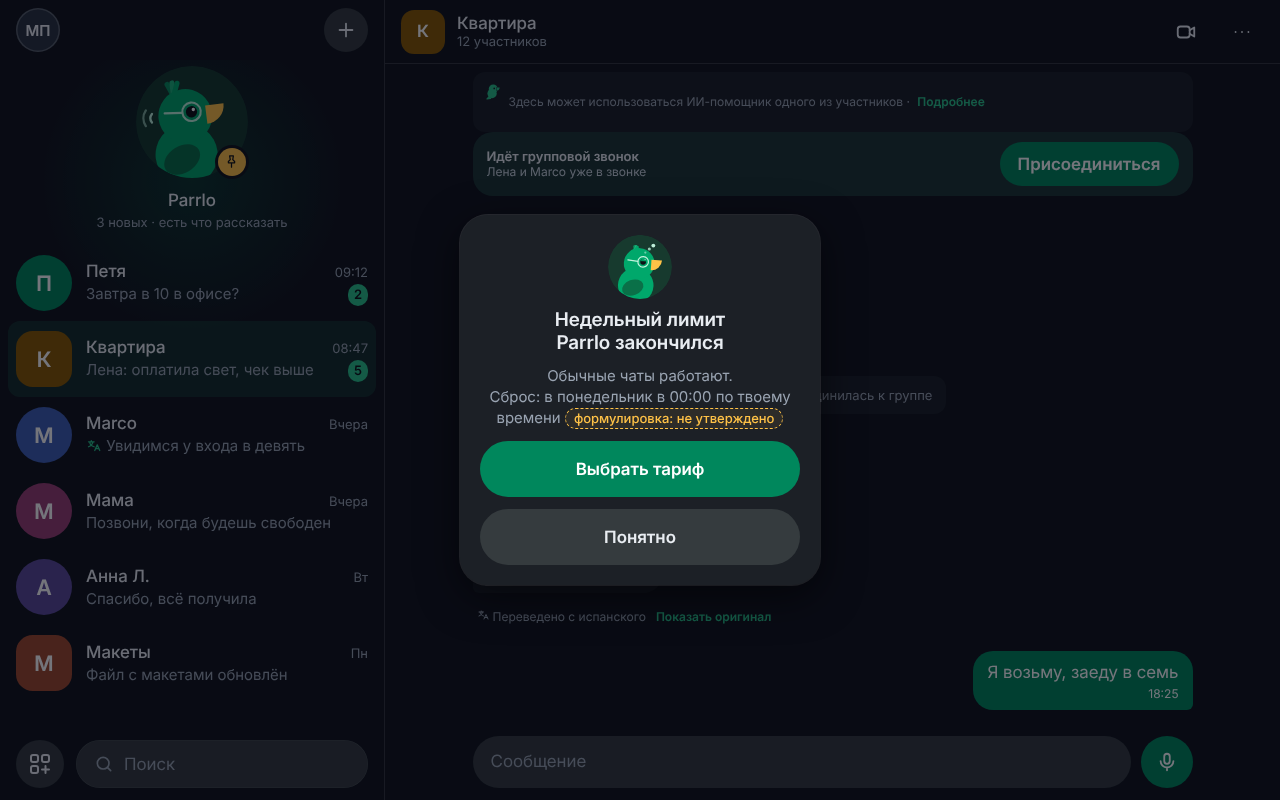 МП
Parrlo
3 новых · есть что рассказать
Петя
09:12
Завтра в 10 в офисе?
2
К
Квартира
08:47
Лена: оплатила свет, чек выше
5
M
Marco
Вчера
Увидимся у входа в девять
М
Мама
Вчера
Позвони, когда будешь свободен
А
Анна Л.
Вт
Спасибо, всё получила
М
Макеты
Пн
Файл с макетами обновлён
Поиск
К
Квартира
12 участников
Здесь может использоваться ИИ-помощник одного из участников · Подробнее
Идёт групповой звонок
Лена и Marco уже в звонке
Присоединиться
Недельный лимит
Parrlo закончился
Обычные чаты работают.
Сброс: в понедельник в 00:00 по твоему
времени формулировка: не утверждено
Выбрать тариф
Понятно
к группе
Переведено с испанского Показать оригинал
Я возьму, заеду в семь
18:25
Сообщение
П